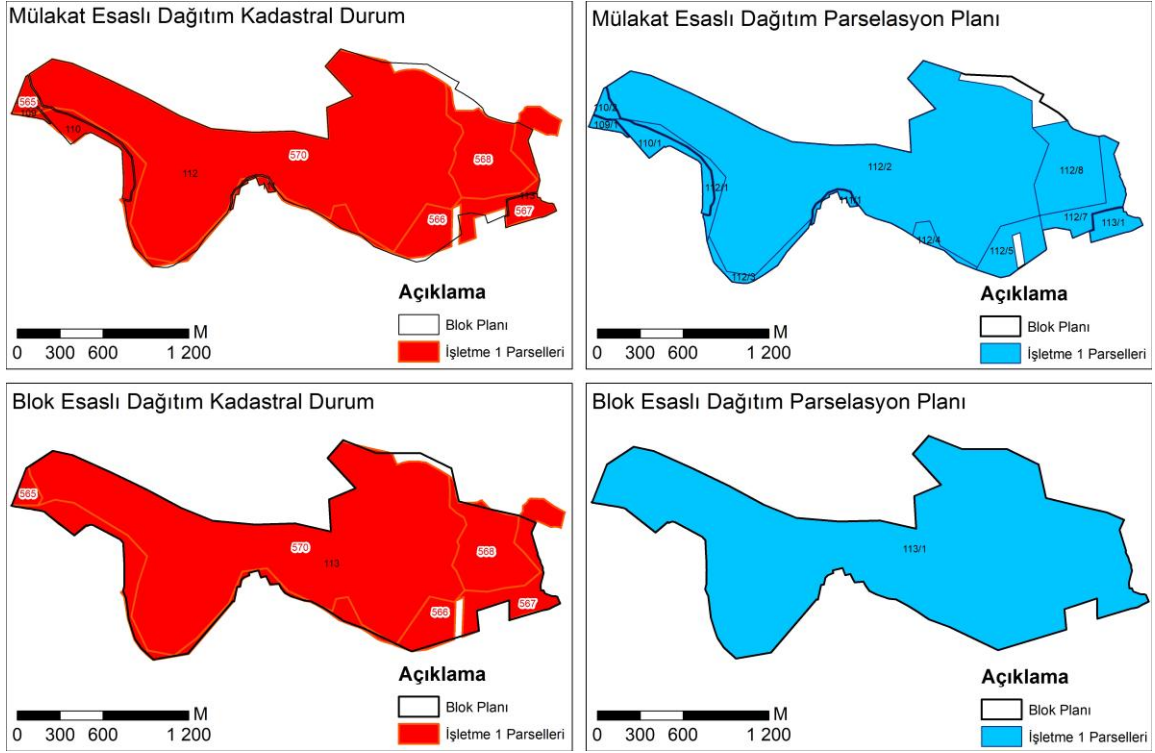 Mülakat Esaslı Dağıtım Kadastral Durum
565
109
110
112
570
568
566
113
567
Açıklama
Blok Planı
İşletme 1 Parselleri
M
0 300 600 1 200
Mülakat Esaslı Dağıtım Parselasyon Planı
110/2
109/1
110/1
112/1
112/2
111/1
112/3
112/4
112/5
112/8
112/7
113/1
Açıklama
Blok Planı
İşletme 1 Parselleri
M
0 300 600 1 200
Blok Esaslı Dağıtım Kadastral Durum
565
570
113
568
566
567
Açıklama
Blok Planı
İşletme 1 Parselleri
M
0 300 600 1 200
Blok Esaslı Dağıtım Parselasyon Planı
113/1
Açıklama
Blok Planı
İşletme 1 Parselleri
M
0 300 600 1 200